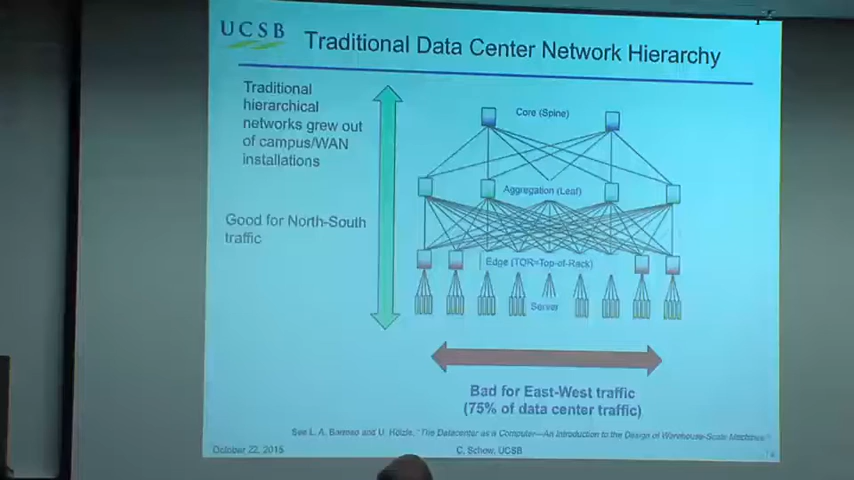 UCSB
Traditional Data Center Network Hierarchy
Traditional
hierarchical
networks grew out
of campus/WAN
installations
Good for North-South
traffic
Core (Spine)
Aggregation (Leaf)
Edge (TOR=Top-of-Rack)
Server
Bad for East-West traffic
(75% of data center traffic)
See L. A. Barroso and U. Hölzle, "The Datacenter as a Computer—An Introduction to the Design of Warehouse-Scale Machines,"
October 22, 2015
C. Schow, UCSB